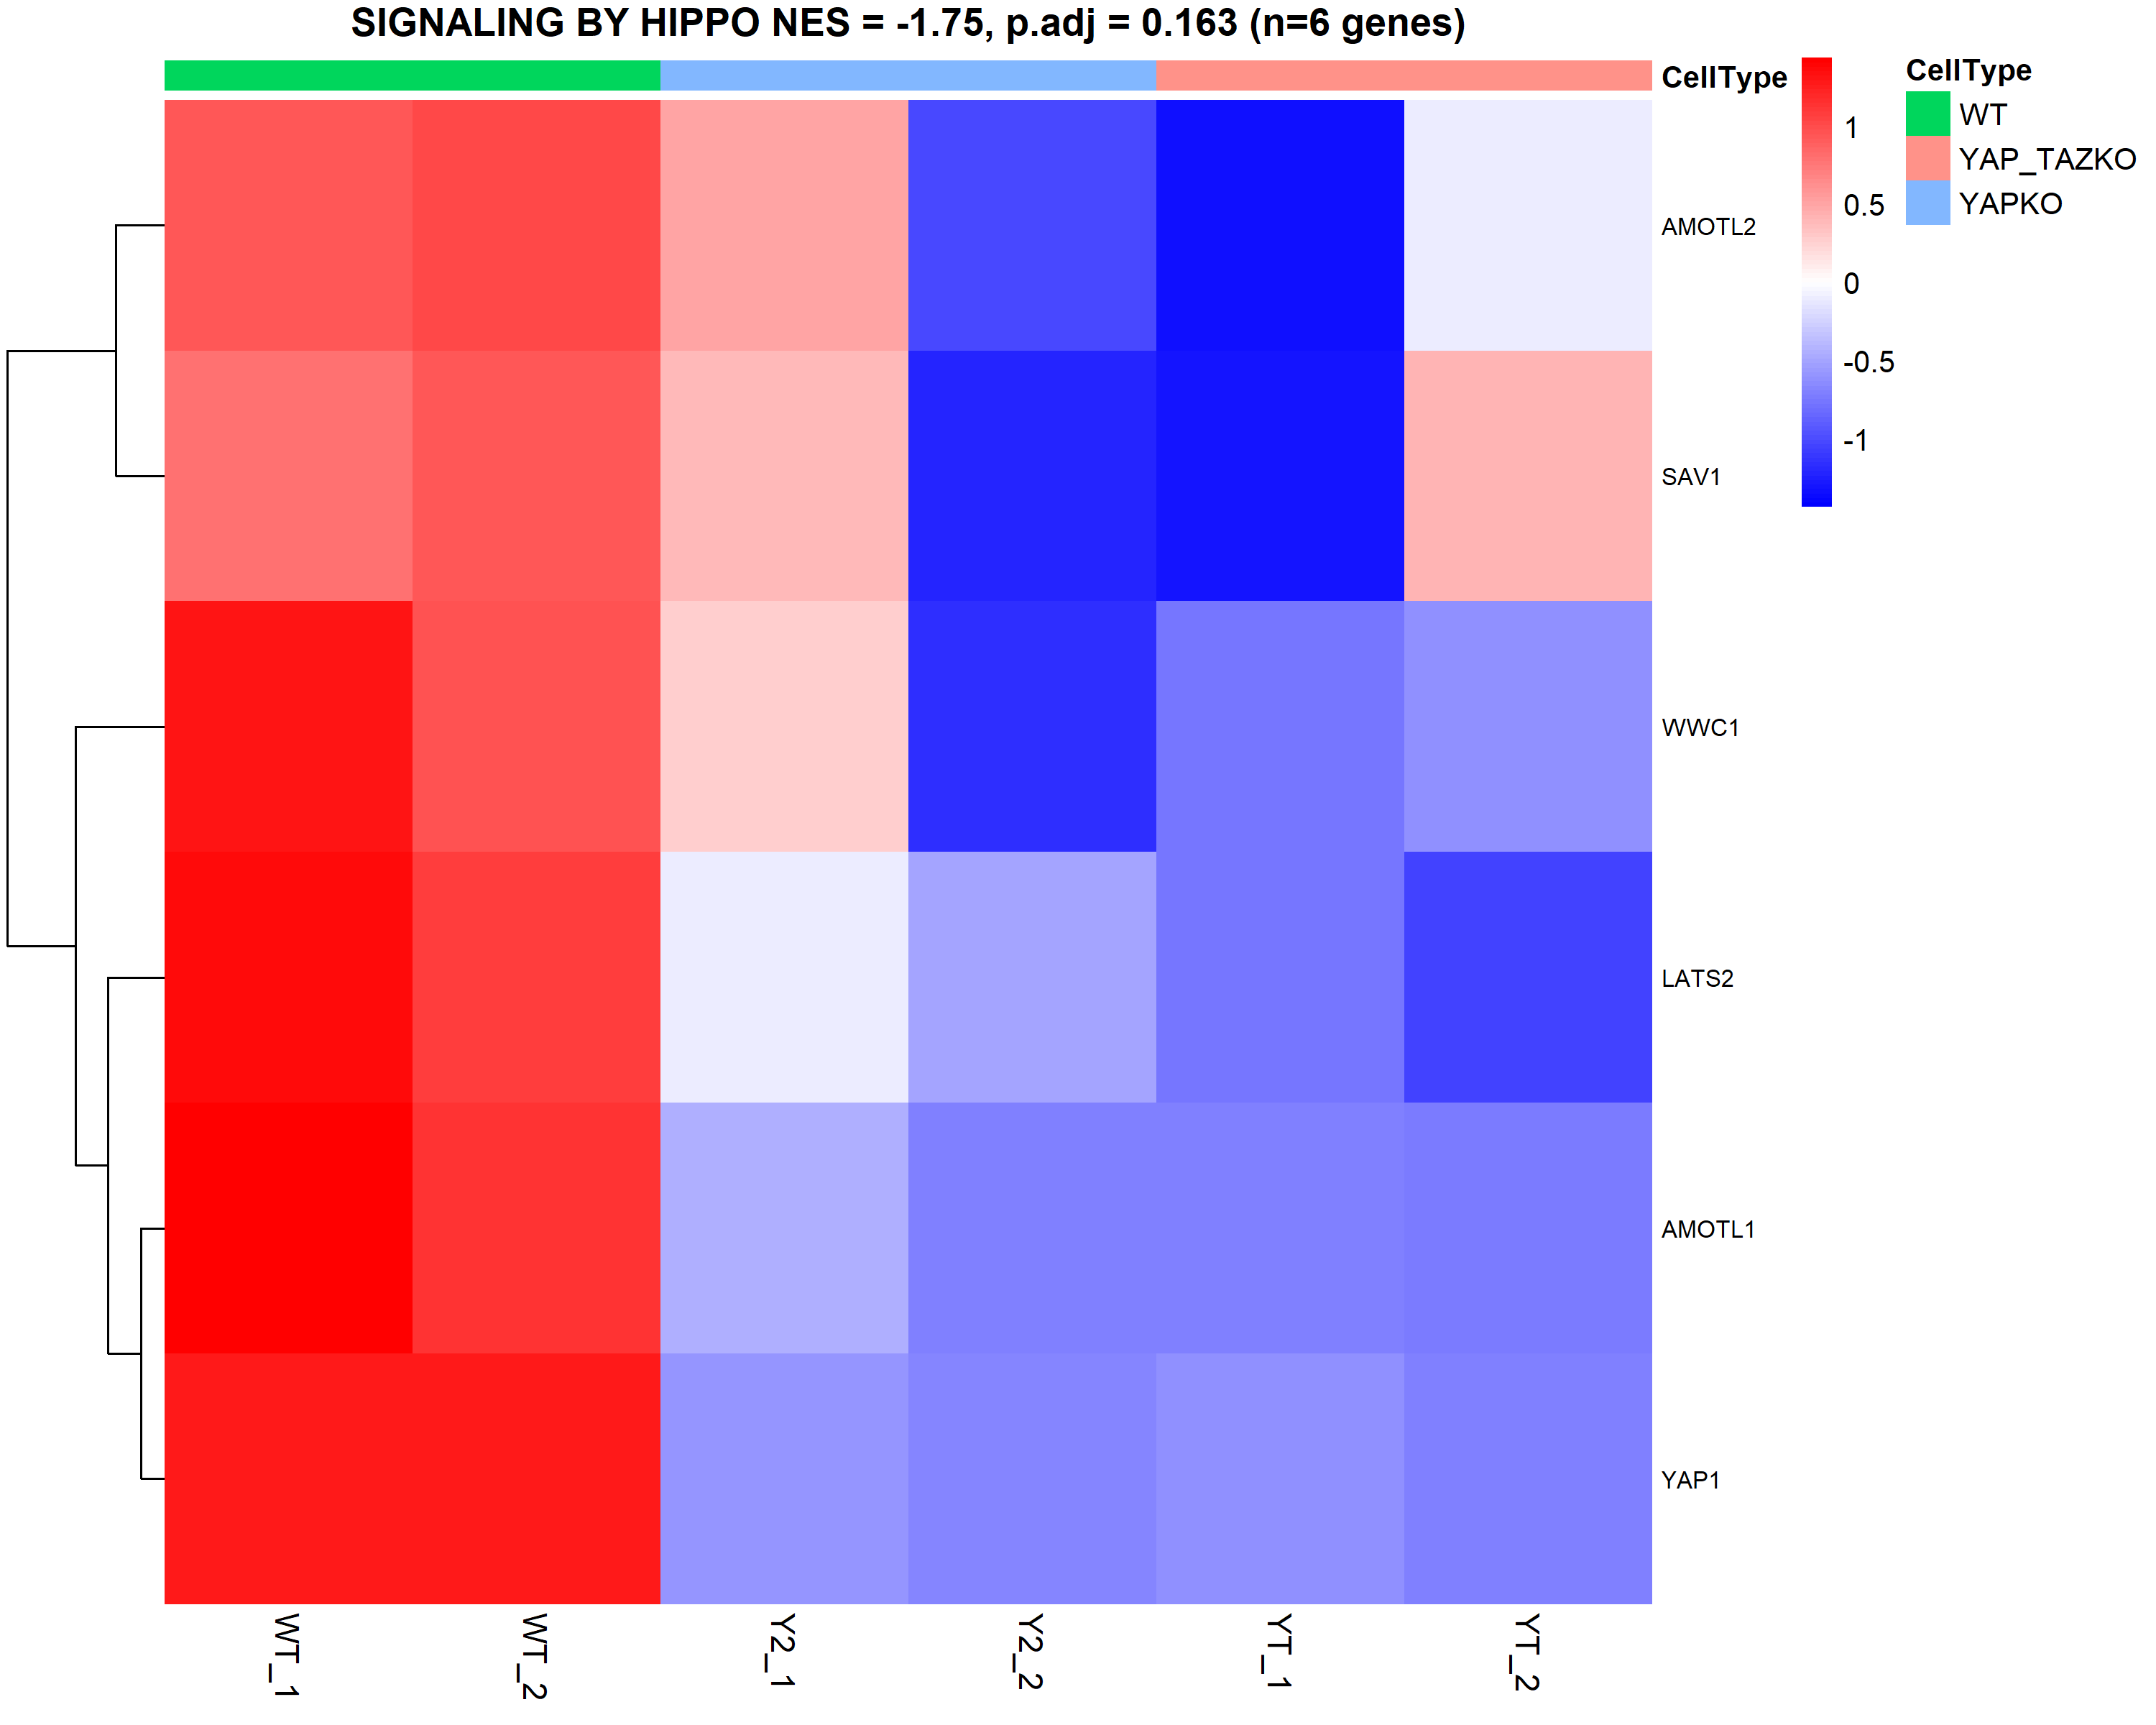 SIGNALING BY HIPPO NES = -1.75, p.adj = 0.163 (n=6 genes)
CellType
1
0.5
0
-0.5
-1
CellType
WT
YAP_TAZKO
YAPKO
AMOTL2
SAV1
WWC1
LATS2
AMOTL1
YAP1
WT_1
WT_2
Y2_1
Y2_2
YT_1
YT_2